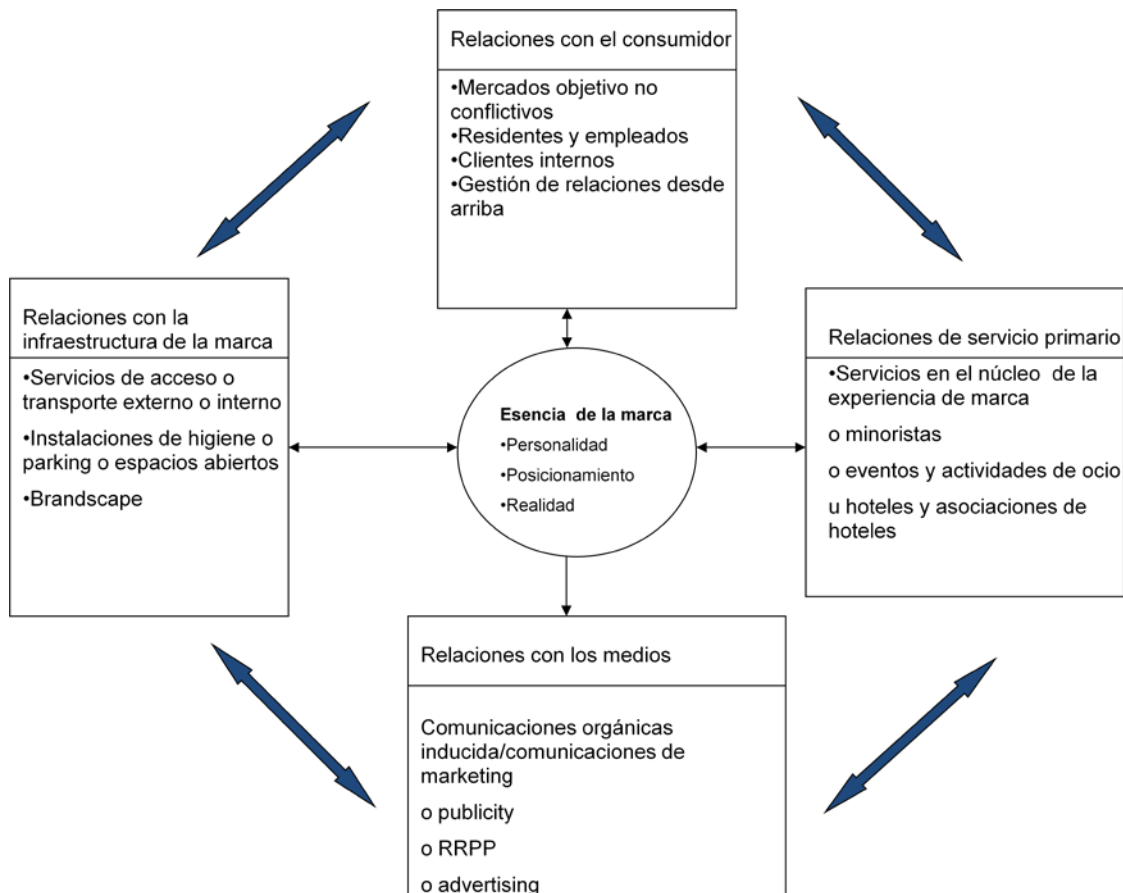 Relaciones con el consumidor
•Mercados objetivo no
conflictivos
•Residentes y empleados
•Clientes internos
•Gestión de relaciones desde
arriba
Relaciones con la
infraestructura de la marca
•Servicios de acceso o
transporte externo o interno
•Instalaciones de higiene o
parking o espacios abiertos
•Brandscape
Esencia de la marca
•Personalidad
•Posicionamiento
•Realidad
Relaciones de servicio primario
•Servicios en el núcleo de la
experiencia de marca
o minoristas
o eventos y actividades de ocio
u hoteles y asociaciones de
hoteles
Relaciones con los medios
Comunicaciones orgánicas
inducida/comunicaciones de
marketing
o publicity
o RRPP
o advertising